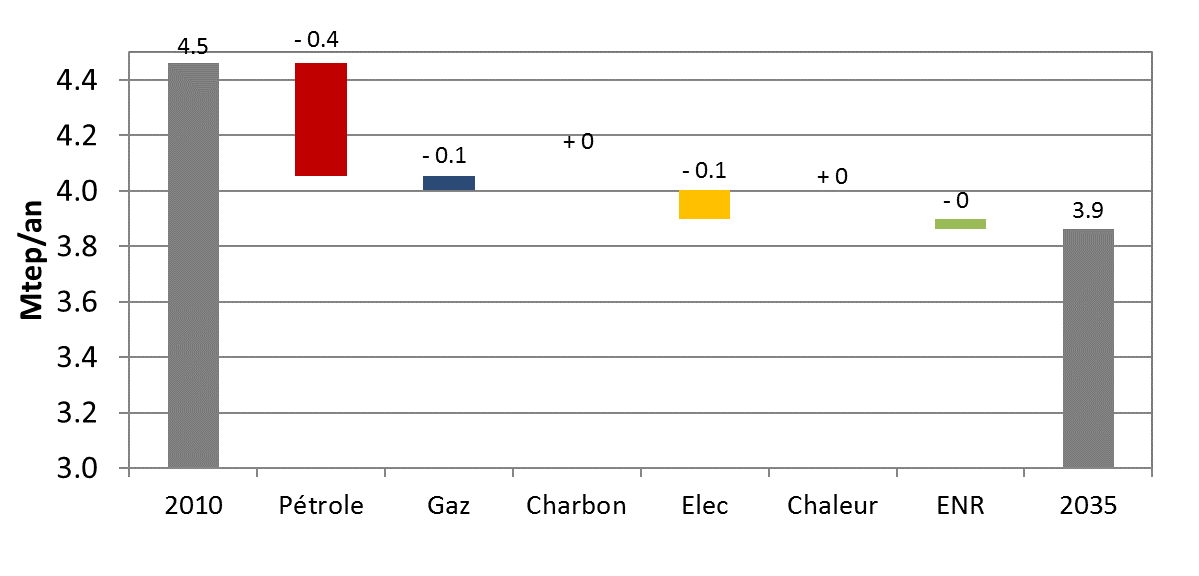 4.5
- 0.4
- 0.1
+ 0
- 0.1
+ 0
- 0
3.9
4.4
4.2
4.0
3.8
3.6
3.4
3.2
3.0
Mtep/an
2010
Pétrole
Gaz
Charbon
Elec
Chaleur
ENR
2035